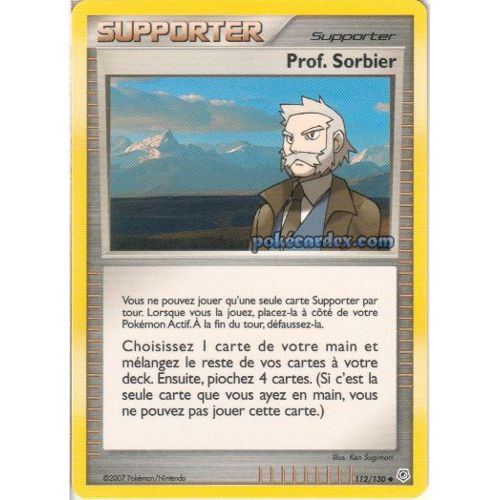 SUPPORTER
Supporter
Prof. Sorbier
pokécardex.com
Vous ne pouvez jouer qu'une seule carte Supporter par
tour. Lorsque vous la jouez, placez-la à côté de votre
Pokémon Actif. À la fin du tour, défaussez-la.
Choisissez 1 carte de votre main et
mélangez le reste de vos cartes à votre
deck. Ensuite, piochez 4 cartes. (Si c'est la
seule carte que vous ayez en main, vous
ne pouvez pas jouer cette carte.)
Illus. Ken Sugimori
©2007 Pokémon/Nintendo
112/130